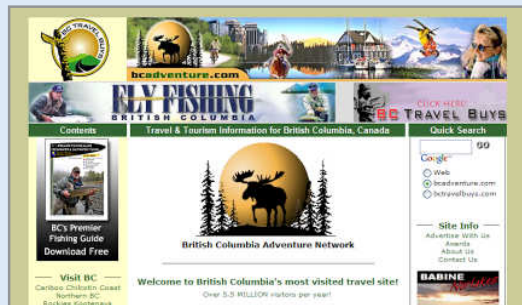 BC TRAVEL BUYS
bcadventure.com
FLY FISHING
BRITISH COLUMBIA
CLICK HERE!
BC TRAVEL BUYS
Contents
Travel & Tourism Information for British Columbia, Canada
Quick Search
GO
Google
Web
bcadventure.com
bctravelbuys.com
BC's Premier
Fishing Guide
Download Free
British Columbia Adventure Network
Site Info
Advertise With Us
Awards
About Us
Contact Us
Visit BC
Cariboo Chilcotin Coast
Northern BC
Rockies Kootenays
Welcome to British Columbia's most visited travel site!
Over 5.5 MILLION visitors per year!
BABINE